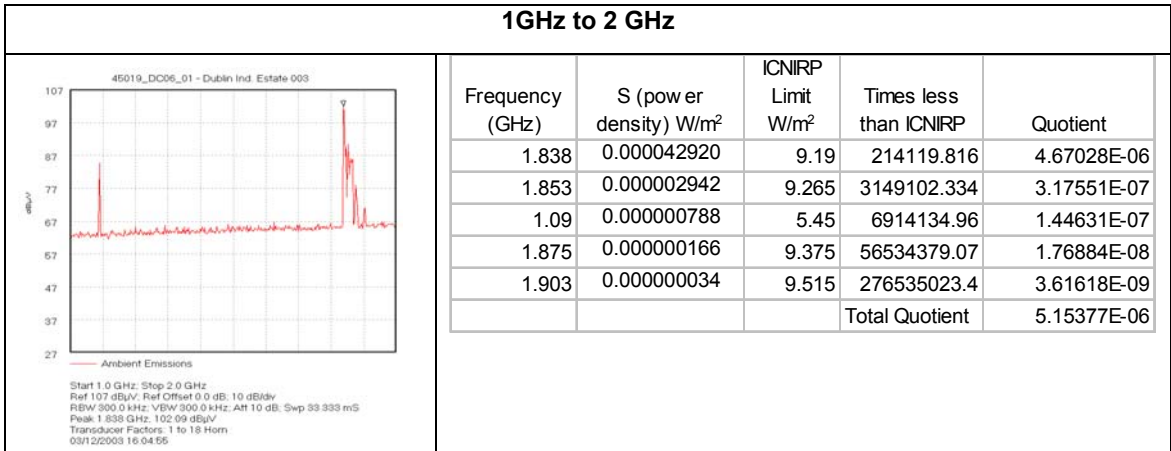 1GHz to 2 GHz
45019_DC06_01 - Dublin Ind. Estate 003
107
97
87
77
67
57
47
37
27
dBµV
Ambient Emissions
Start 1.0 GHz; Stop 2.0 GHz
Ref 107 dBµV; Ref Offset 0.0 dB; 10 dB/div
RBW 300.0 kHz; VBW 300.0 kHz; Att 10 dB; Swp 33.333 mS
Peak 1.838 GHz, 102.09 dBµV
Transducer Factors: 1 to 18 Horn
03/12/2003 16:04:55
Frequency (GHz) S (power density) W/m² ICNIRP Limit W/m² Times less than ICNIRP Quotient
1.838 0.000042920 9.19 214119.816 4.67028E-06
1.853 0.000002942 9.265 3149102.334 3.17551E-07
1.09 0.000000788 5.45 6914134.96 1.44631E-07
1.875 0.000000166 9.375 56534379.07 1.76884E-08
1.903 0.000000034 9.515 276535023.4 3.61618E-09
Total Quotient 5.15377E-06